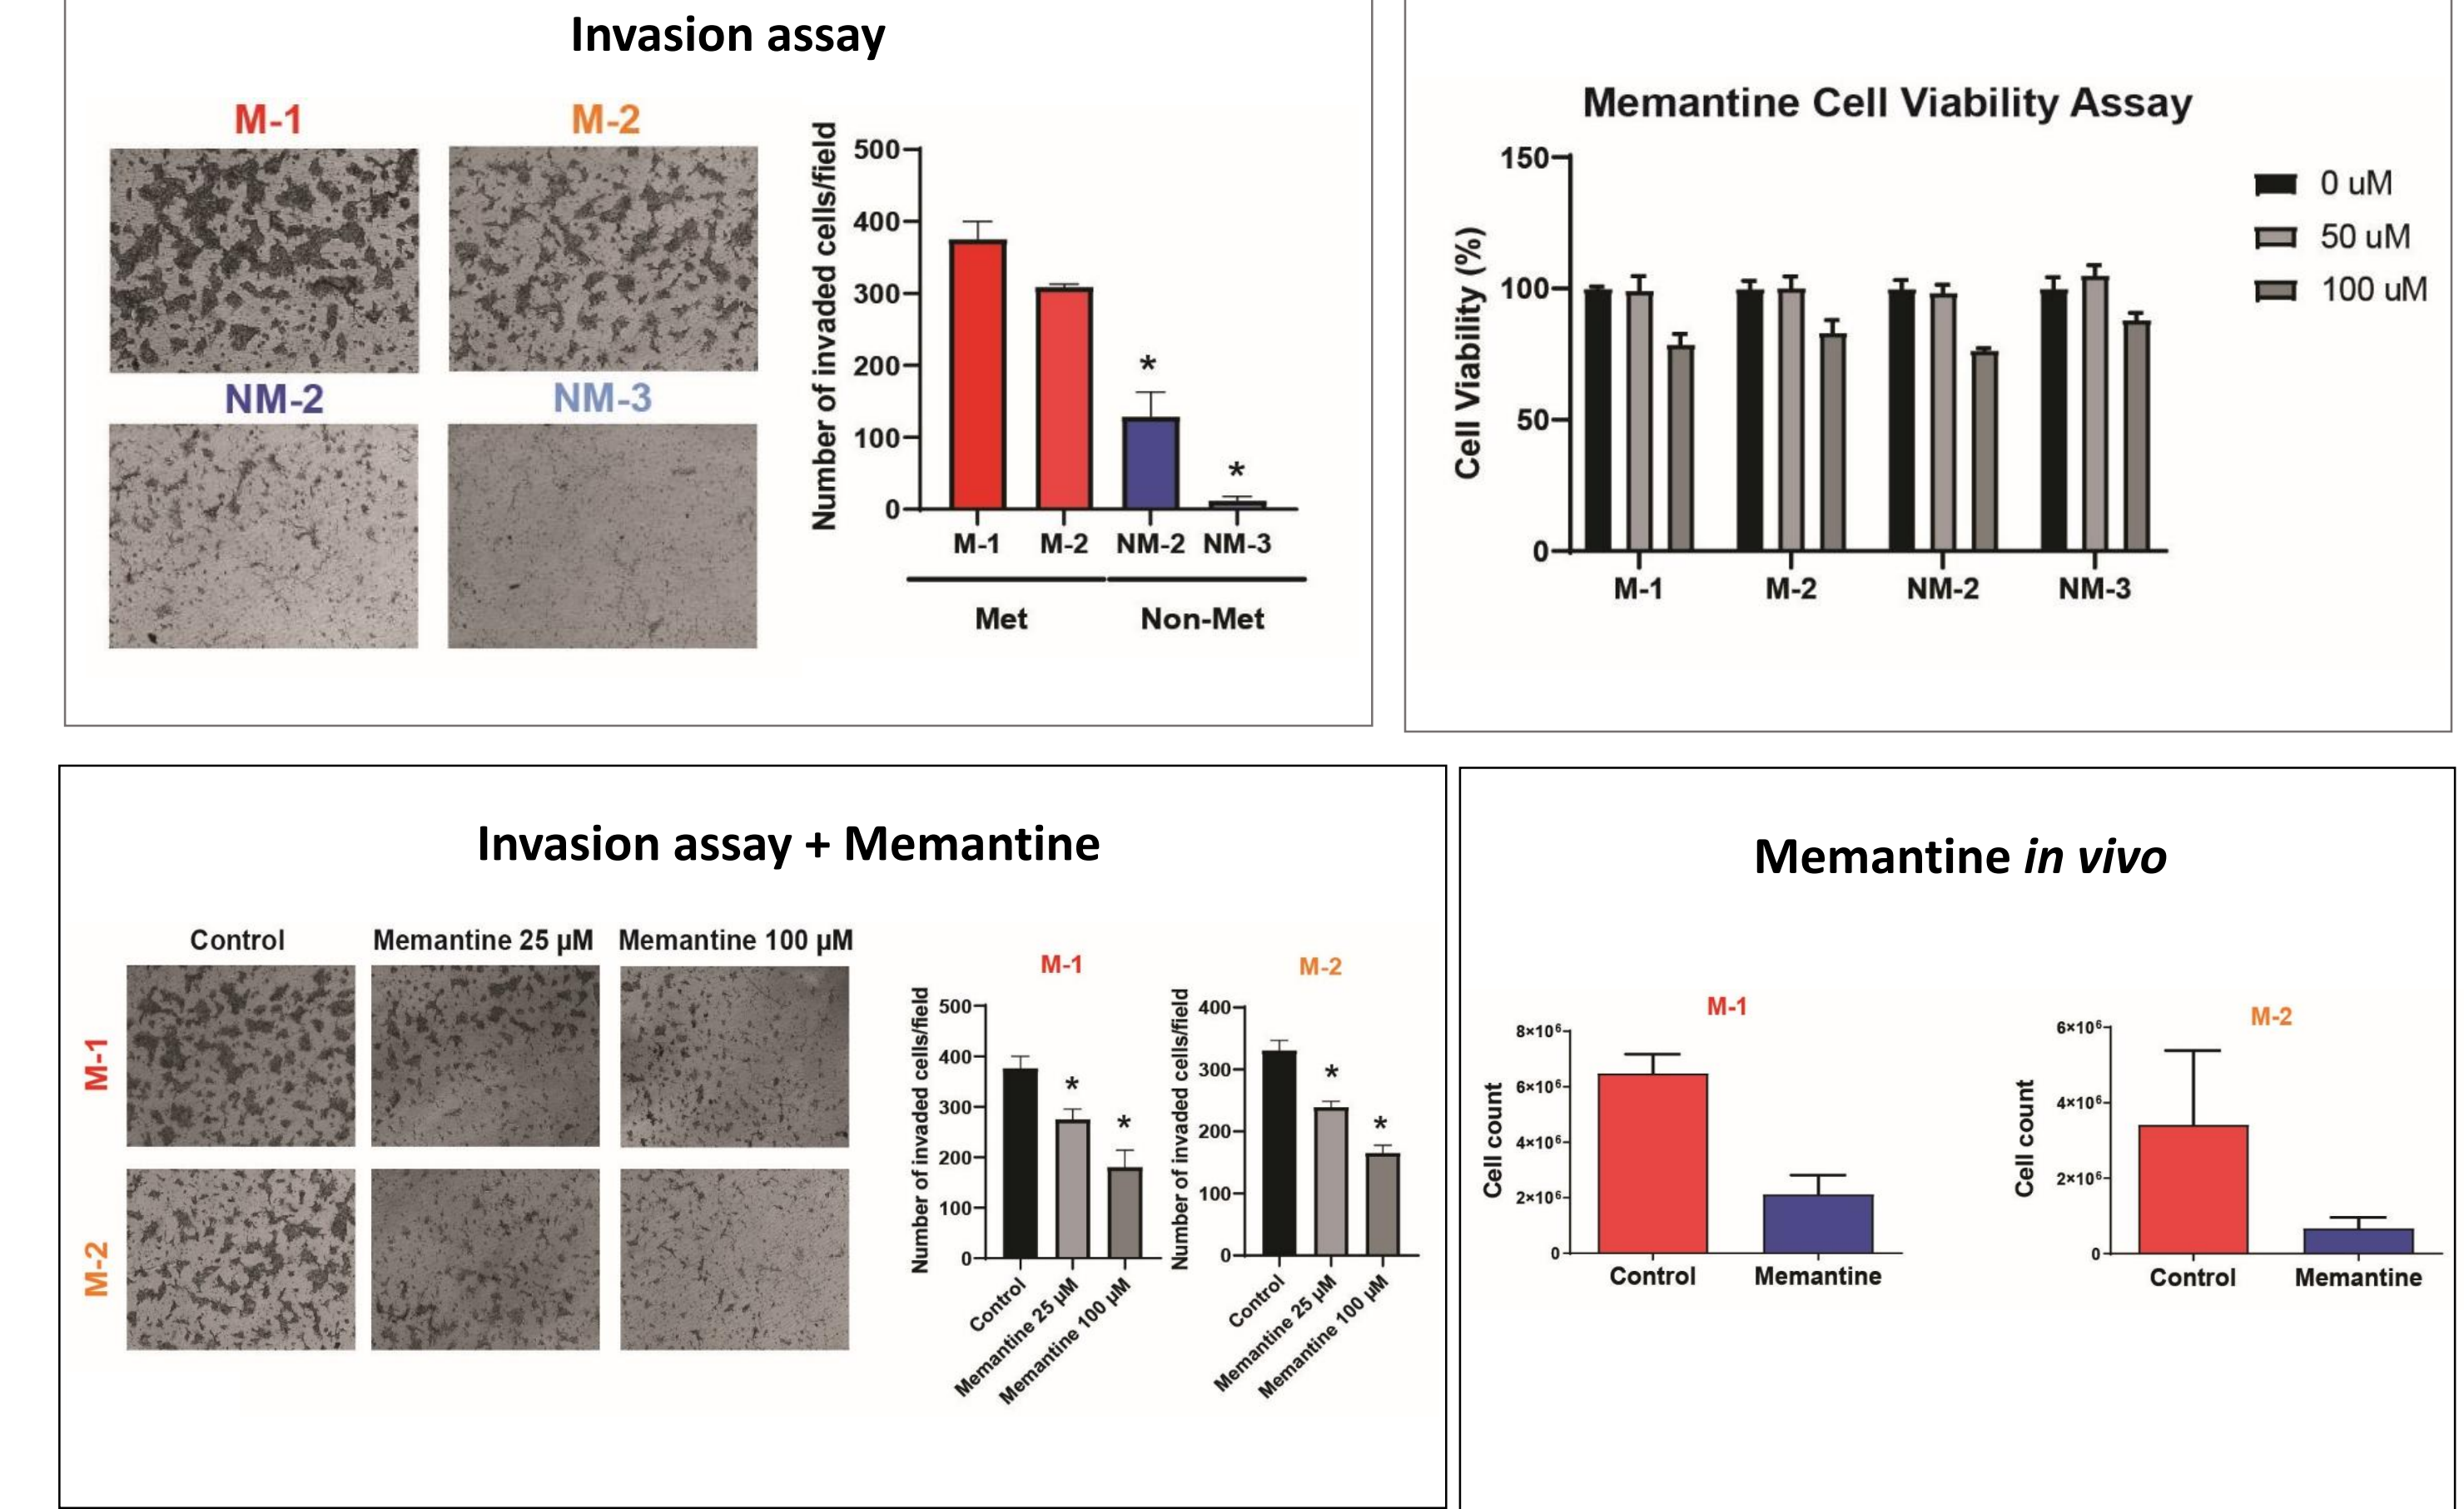 Invasion assay
M-1
M-2
NM-2
NM-3
Number of invaded cells/field
500
400
300
200
100
0
*
*
M-1 M-2 NM-2 NM-3
Met Non-Met
Memantine Cell Viability Assay
Cell Viability (%)
150
100
50
0
M-1 M-2 NM-2 NM-3
0 uM
50 uM
100 uM
Invasion assay + Memantine
Control Memantine 25 µM Memantine 100 µM
M-1
M-2
M-1
Number of invaded cells/field
500
400
300
200
100
0
*
*
Control
Memantine 25 µM
Memantine 100 µM
M-2
Number of invaded cells/field
400
300
200
100
0
*
*
Control
Memantine 25 µM
Memantine 100 µM
Memantine in vivo
M-1
Cell count
8×10⁶
6×10⁶
4×10⁶
2×10⁶
0
Control Memantine
M-2
Cell count
6×10⁶
4×10⁶
2×10⁶
0
Control Memantine